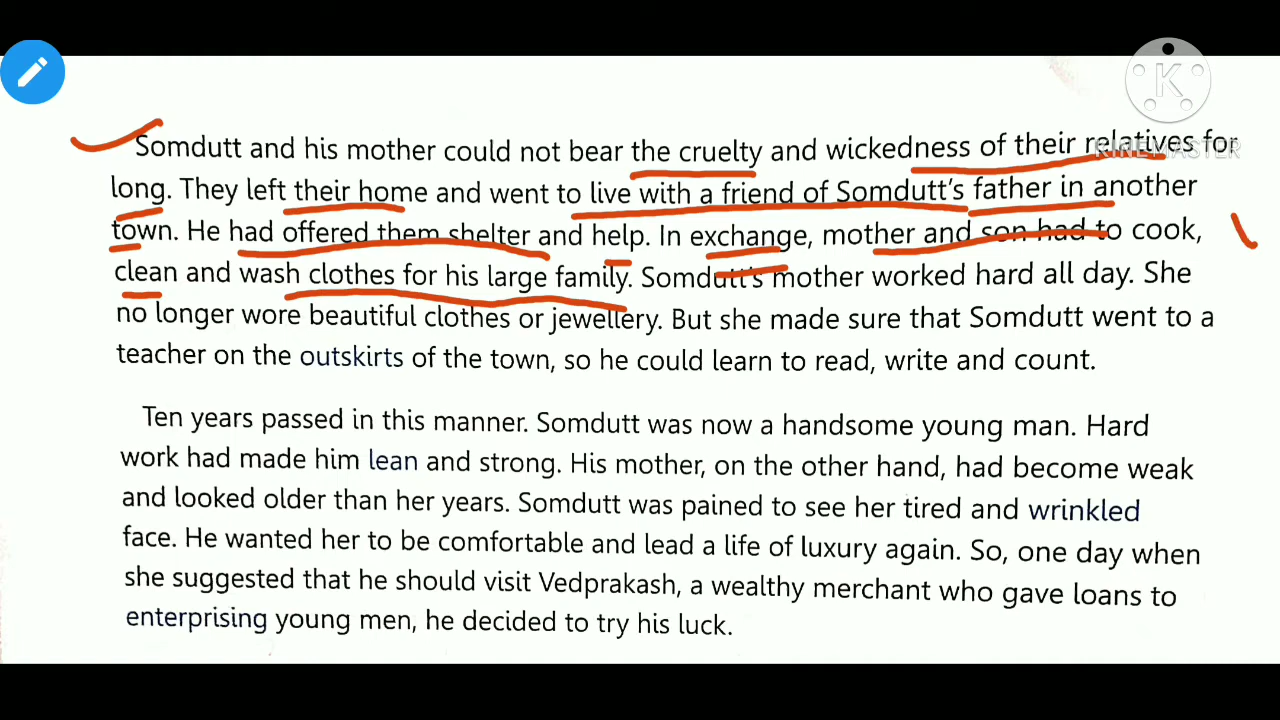 Somdutt and his mother could not bear the cruelty and wickedness of their relatives for
KINEMASTER
long. They left their home and went to live with a friend of Somdutt's father in another
town. He had offered them shelter and help. In exchange, mother and son had to cook,
clean and wash clothes for his large family. Somdutt's mother worked hard all day. She
no longer wore beautiful clothes or jewellery. But she made sure that Somdutt went to a
teacher on the outskirts of the town, so he could learn to read, write and count.
Ten years passed in this manner. Somdutt was now a handsome young man. Hard
work had made him lean and strong. His mother, on the other hand, had become weak
and looked older than her years. Somdutt was pained to see her tired and wrinkled
face. He wanted her to be comfortable and lead a life of luxury again. So, one day when
she suggested that he should visit Vedprakash, a wealthy merchant who gave loans to
enterprising young men, he decided to try his luck.